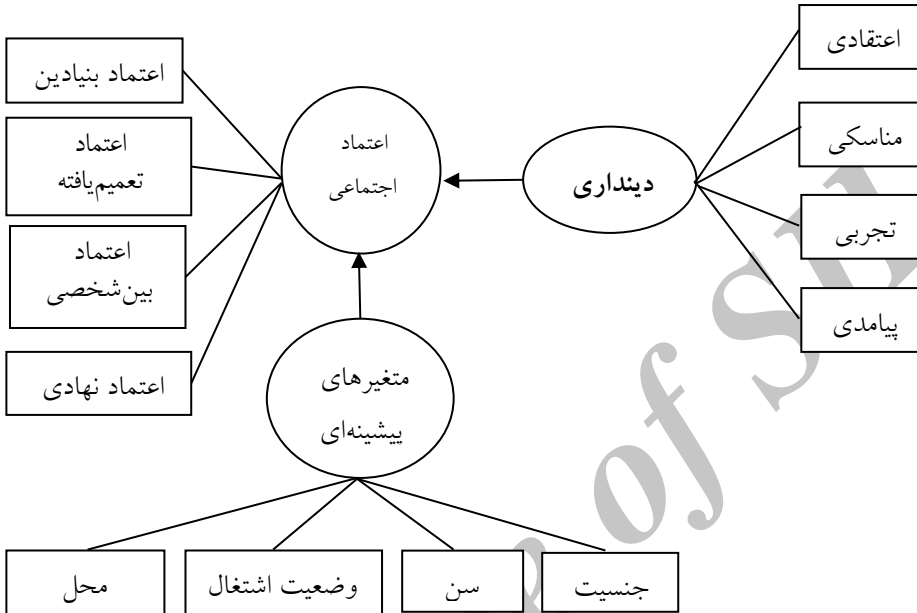 اعتقادی
مناسکی
تجربی
پیامدی
دینداری
اعتماد
اجتماعی
اعتماد بنیادین
اعتماد
تعمیم‌یافته
اعتماد
بین‌شخصی
اعتماد نهادی
متغیرهای
پیشینه‌ای
جنسیت
سن
وضعیت اشتغال
محل
of